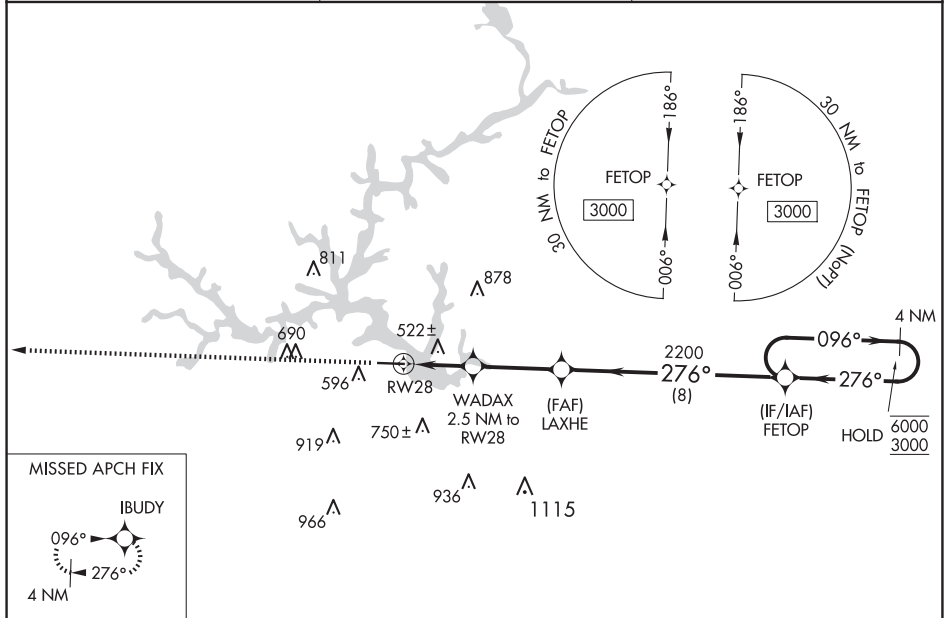 30 NM to FETOP
186°
FETOP
3000
006°
186°
FETOP
3000
006°
30 NM to FETOP (NoPT)
811
878
690
522±
596
RW28
WADAX
2.5 NM to
RW28
(FAF)
LAXHE
2200
276°
(8)
096°
4 NM
276°
(IF/IAF)
FETOP
HOLD
6000
3000
919
750±
966
936
1115
MISSED APCH FIX
IBUDY
096°
276°
4 NM